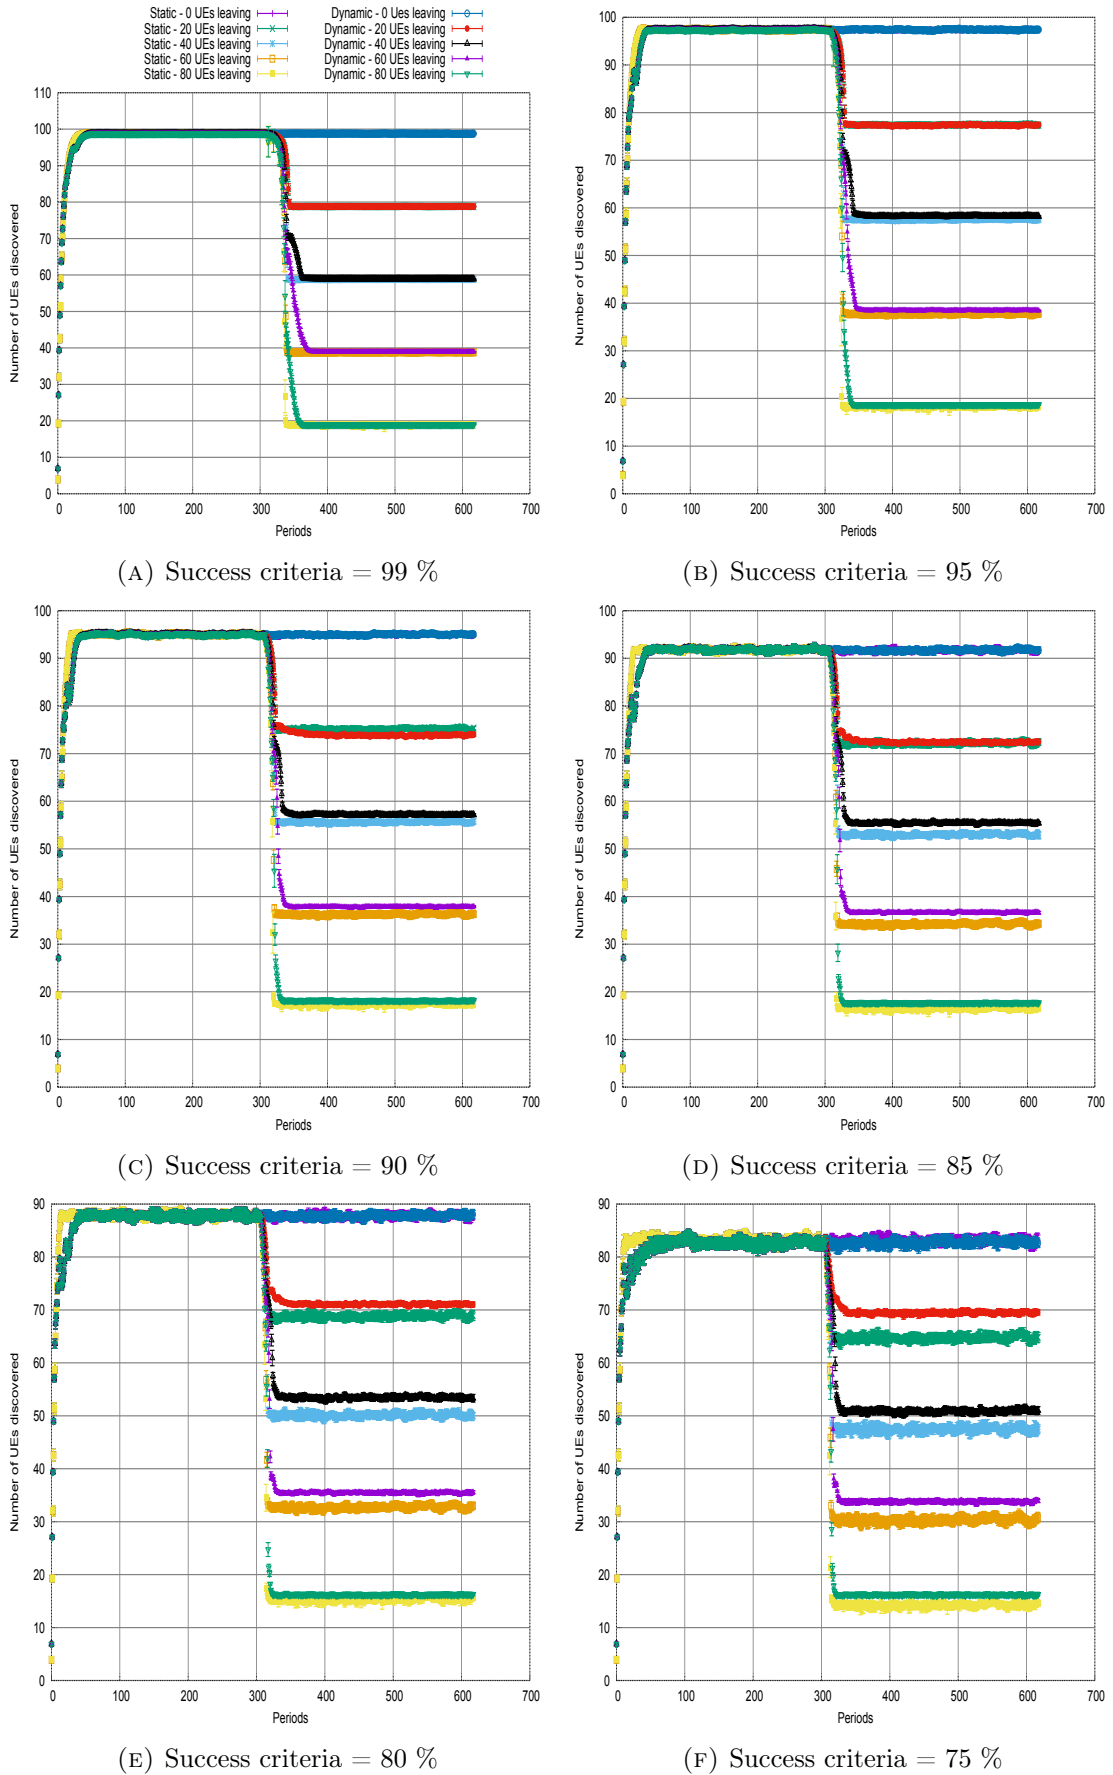 Static - 0 UEs leaving
Static - 20 UEs leaving
Static - 40 UEs leaving
Static - 60 UEs leaving
Static - 80 UEs leaving
Dynamic - 0 Ues leaving
Dynamic - 20 UEs leaving
Dynamic - 40 UEs leaving
Dynamic - 60 UEs leaving
Dynamic - 80 UEs leaving
110
100
90
80
70
60
50
40
30
20
10
0
Number of UEs discovered
0 100 200 300 400 500 600 700
Periods
(A) Success criteria = 99 %
100
90
80
70
60
50
40
30
20
10
0
Number of UEs discovered
0 100 200 300 400 500 600 700
Periods
(B) Success criteria = 95 %
100
90
80
70
60
50
40
30
20
10
0
Number of UEs discovered
0 100 200 300 400 500 600 700
Periods
(C) Success criteria = 90 %
100
90
80
70
60
50
40
30
20
10
0
Number of UEs discovered
0 100 200 300 400 500 600 700
Periods
(D) Success criteria = 85 %
90
80
70
60
50
40
30
20
10
0
Number of UEs discovered
0 100 200 300 400 500 600 700
Periods
(E) Success criteria = 80 %
90
80
70
60
50
40
30
20
10
0
Number of UEs discovered
0 100 200 300 400 500 600 700
Periods
(F) Success criteria = 75 %